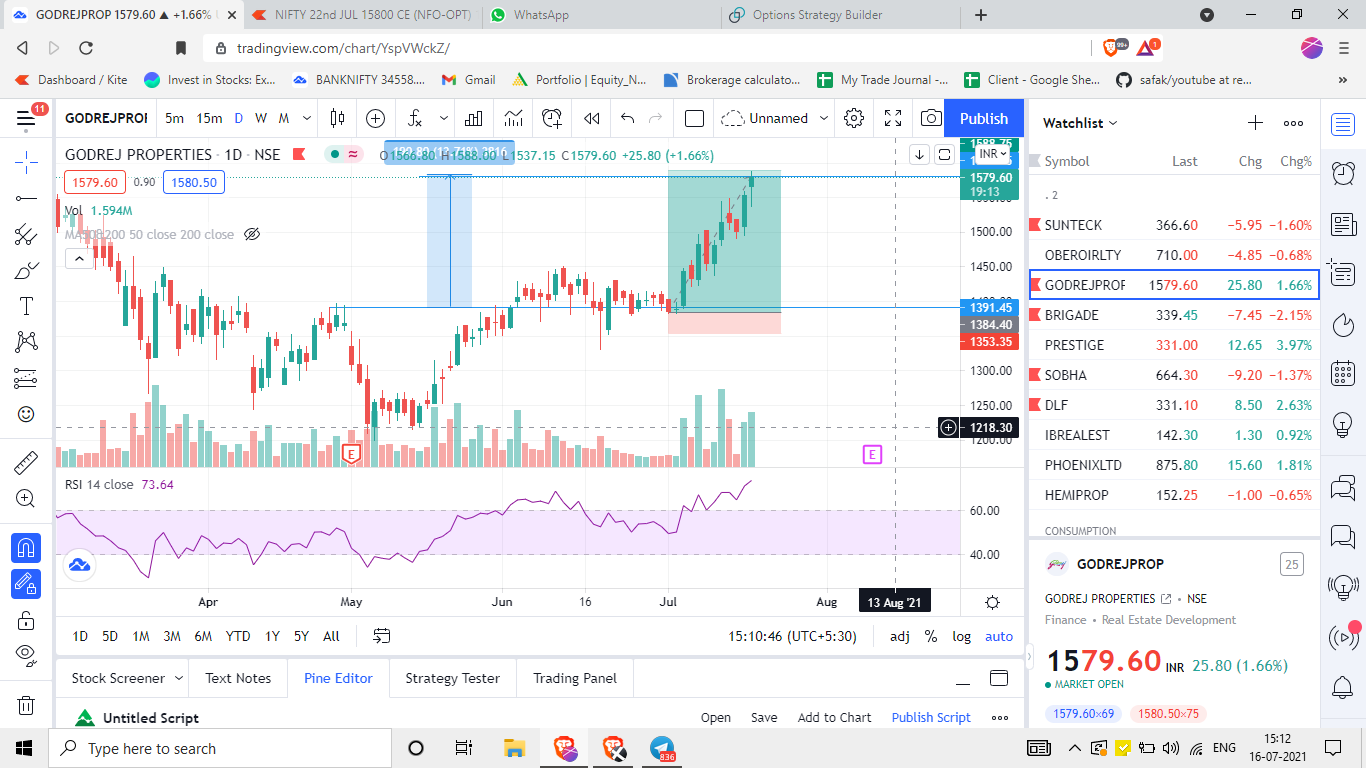 GODREJPROP 1579.60 ▲ +1.66% U
NIFTY 22nd JUL 15800 CE (NFO-OPT)
WhatsApp
Options Strategy Builder
tradingview.com/chart/YspVWckZ/
99+
1
Dashboard / Kite
Invest in Stocks: Ex...
BANKNIFTY 34558....
Gmail
Portfolio | Equity_N...
Brokerage calculato...
My Trade Journal -...
Client - Google She...
safak/youtube at re...
»
11
GODREJPROP
5m 15m D W M
Unnamed
Publish
GODREJ PROPERTIES · 1D · NSE
O1566.80 H1588.00 L1537.15 C1579.60 +25.80 (+1.66%)
INR
1579.60 0.90 1580.50
Vol 1.594M
200 50 close 200 close
1579.60
19:13
1500.00
1450.00
1391.45
1384.40
1353.35
1300.00
1250.00
1218.30
1200.00
E
E
RSI 14 close 73.64
60.00
40.00
Apr May Jun 16 Jul Aug 13 Aug '21
1D 5D 1M 3M 6M YTD 1Y 5Y All
15:10:46 (UTC+5:30) adj % log auto
Stock Screener Text Notes Pine Editor Strategy Tester Trading Panel
Untitled Script
Open Save Add to Chart Publish Script
Watchlist
Symbol Last Chg Chg%
. 2
SUNTECK 366.60 −5.95 −1.60%
OBEROIRLTY 710.00 −4.85 −0.68%
GODREJPROP 1579.60 25.80 1.66%
BRIGADE 339.45 −7.45 −2.15%
PRESTIGE 331.00 12.65 3.97%
SOBHA 664.30 −9.20 −1.37%
DLF 331.10 8.50 2.63%
IBREALEST 142.30 1.30 0.92%
PHOENIXLTD 875.80 15.60 1.81%
HEMIPROP 152.25 −1.00 −0.65%
CONSUMPTION
GODREJPROP
25
GODREJ PROPERTIES • NSE
Finance • Real Estate Development
1579.60 INR 25.80 (1.66%)
MARKET OPEN
1579.60×69 1580.50×75
Type here to search
836
ENG
15:12
16-07-2021